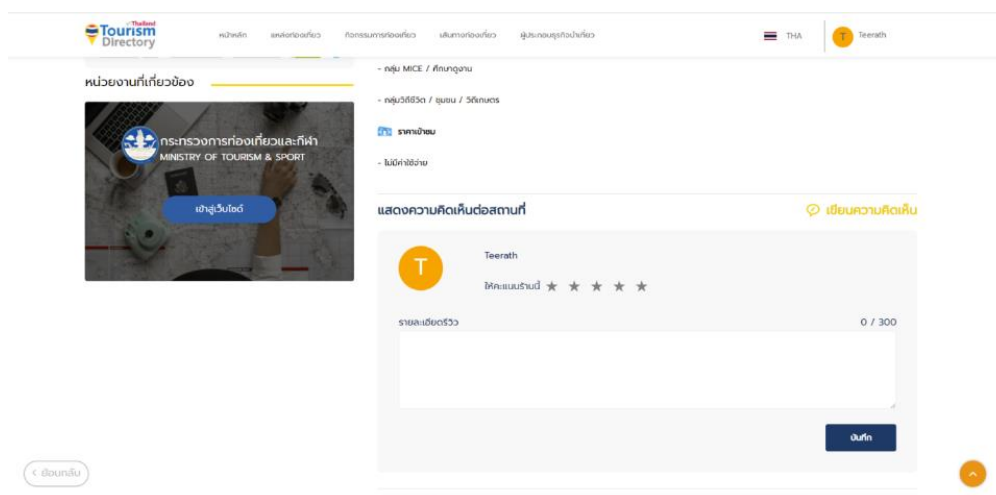 Thailand
Tourism
Directory
หน้าหลัก
แหล่งท่องเที่ยว
กิจกรรมการท่องเที่ยว
เส้นทางท่องเที่ยว
ผู้ประกอบธุรกิจนำเที่ยว
THA
T
Teerath
หน่วยงานที่เกี่ยวข้อง
กระทรวงการท่องเที่ยวและกีฬา
MINISTRY OF TOURISM & SPORT
เข้าสู่เว็บไซต์
- กลุ่ม MICE / ศึกษาดูงาน
- กลุ่มวิถีชีวิต / ชุมชน / วิถีเกษตร
ราคาเข้าชม
- ไม่มีค่าใช้จ่าย
แสดงความคิดเห็นต่อสถานที่
เขียนความคิดเห็น
T
Teerath
ให้คะแนนร้านนี้
รายละเอียดรีวิว
0 / 300
บันทึก
< ย้อนกลับ